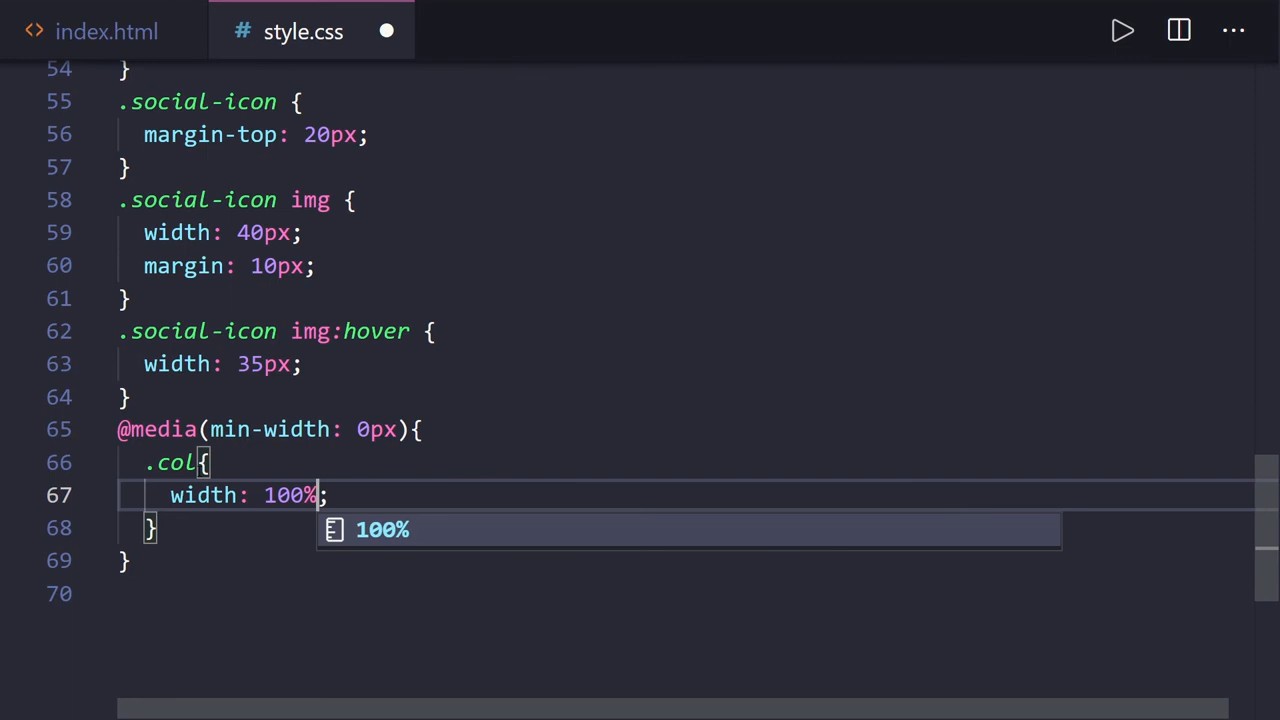 index.html
# style.css
54 }
55 .social-icon {
56 margin-top: 20px;
57 }
58 .social-icon img {
59 width: 40px;
60 margin: 10px;
61 }
62 .social-icon img:hover {
63 width: 35px;
64 }
65 @media(min-width: 0px){
66 .col{
67 width: 100%;
68 }
100%
69 }
70